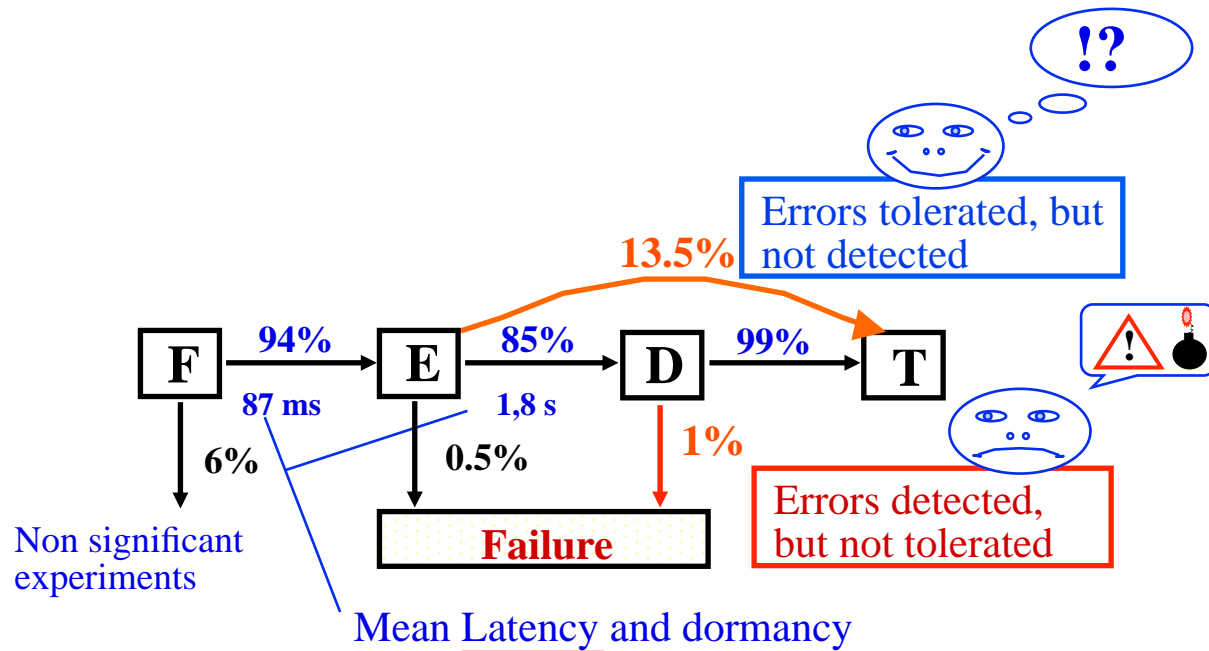 !?
Errors tolerated, but
not detected
13.5%
F
94%
E
85%
D
99%
T
!
87 ms
1,8 s
6%
0.5%
1%
Non significant
experiments
Failure
Errors detected,
but not tolerated
Mean Latency and dormancy